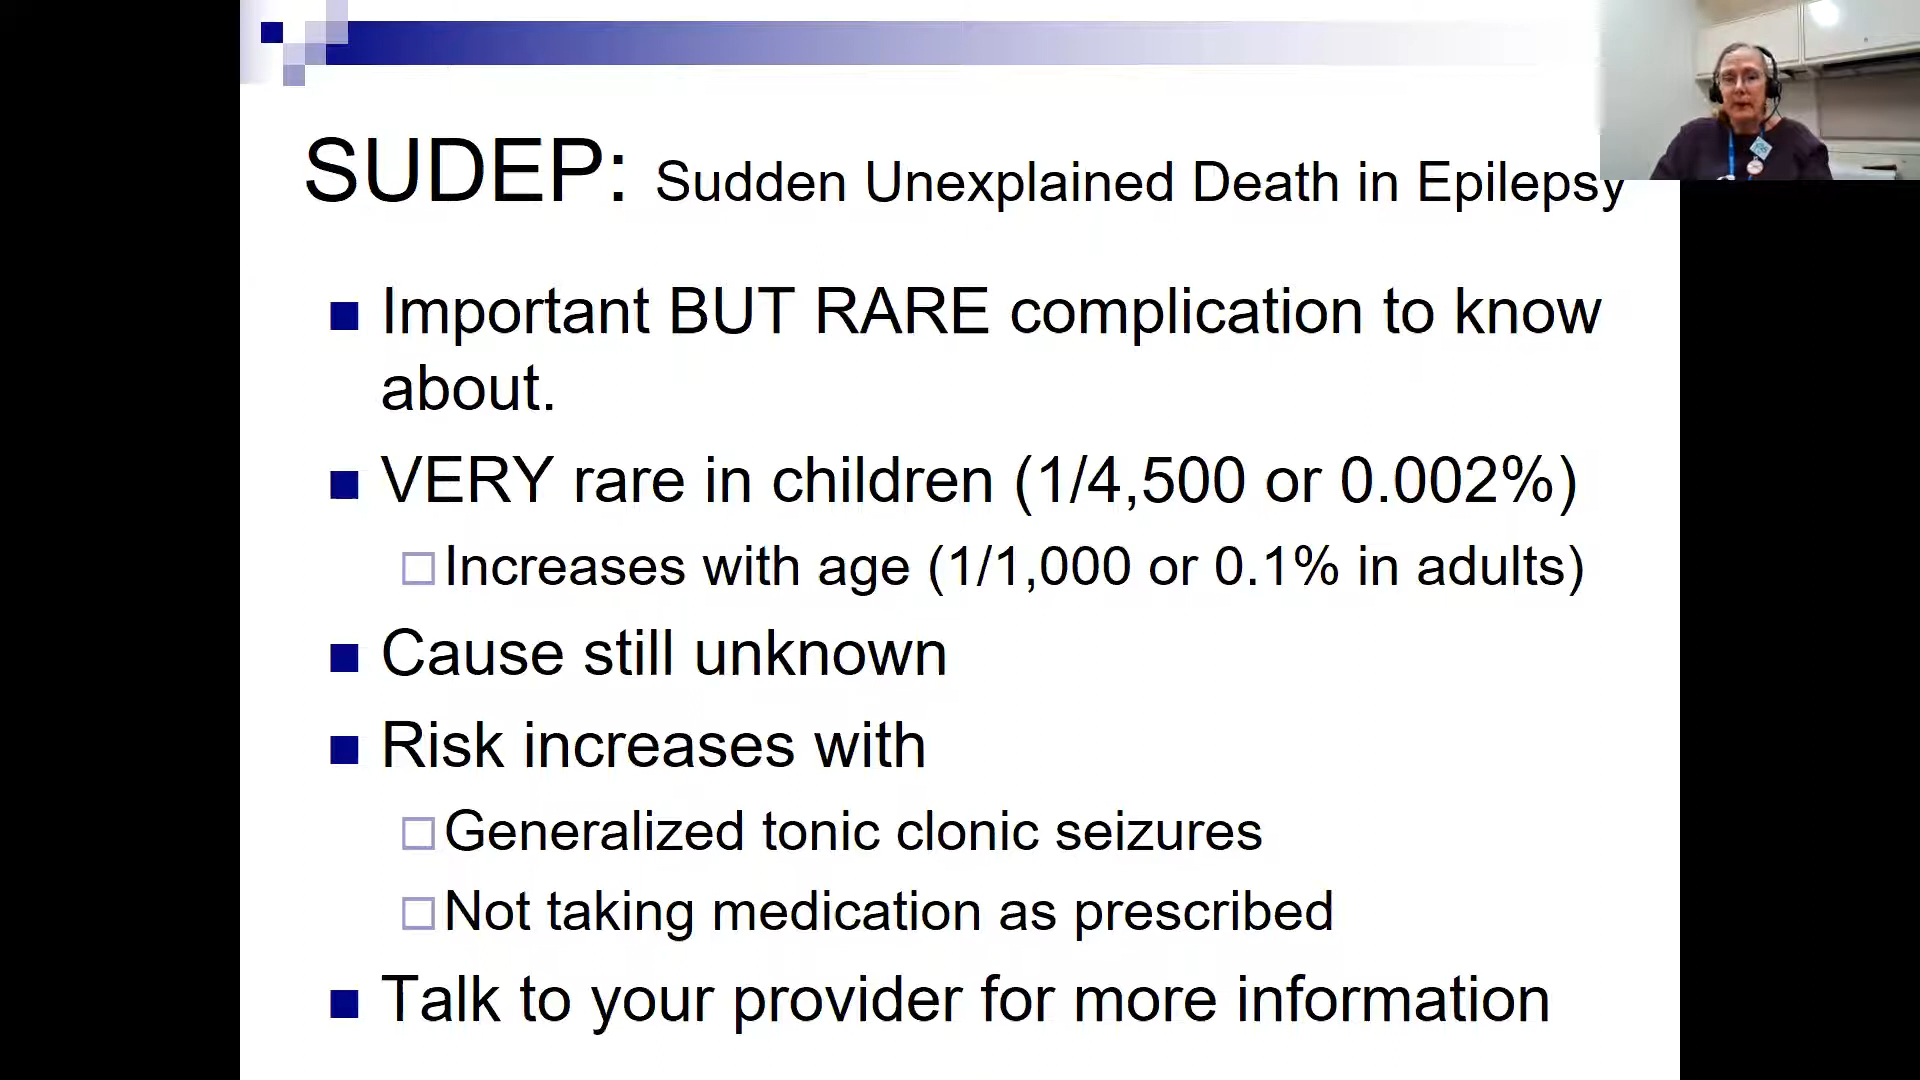 SUDEP: Sudden Unexplained Death in Epilepsy
Important BUT RARE complication to know
about.
VERY rare in children (1/4,500 or 0.002%)
Increases with age (1/1,000 or 0.1% in adults)
Cause still unknown
Risk increases with
Generalized tonic clonic seizures
Not taking medication as prescribed
Talk to your provider for more information